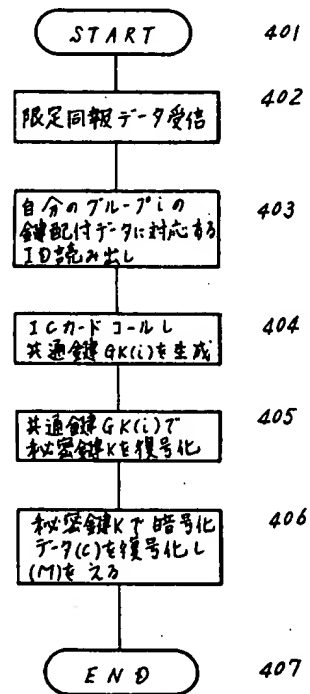 START 401
402
限定同報データ受信
403
自分のグループiの
鍵配付データに対応する
ID読み出し
404
ICカードコールし
共通鍵GK(i)を生成
405
共通鍵GK(i)で
秘密鍵Kを復号化
406
秘密鍵Kで暗号化
データ(C)を復号化し
(M)をえる
END 407